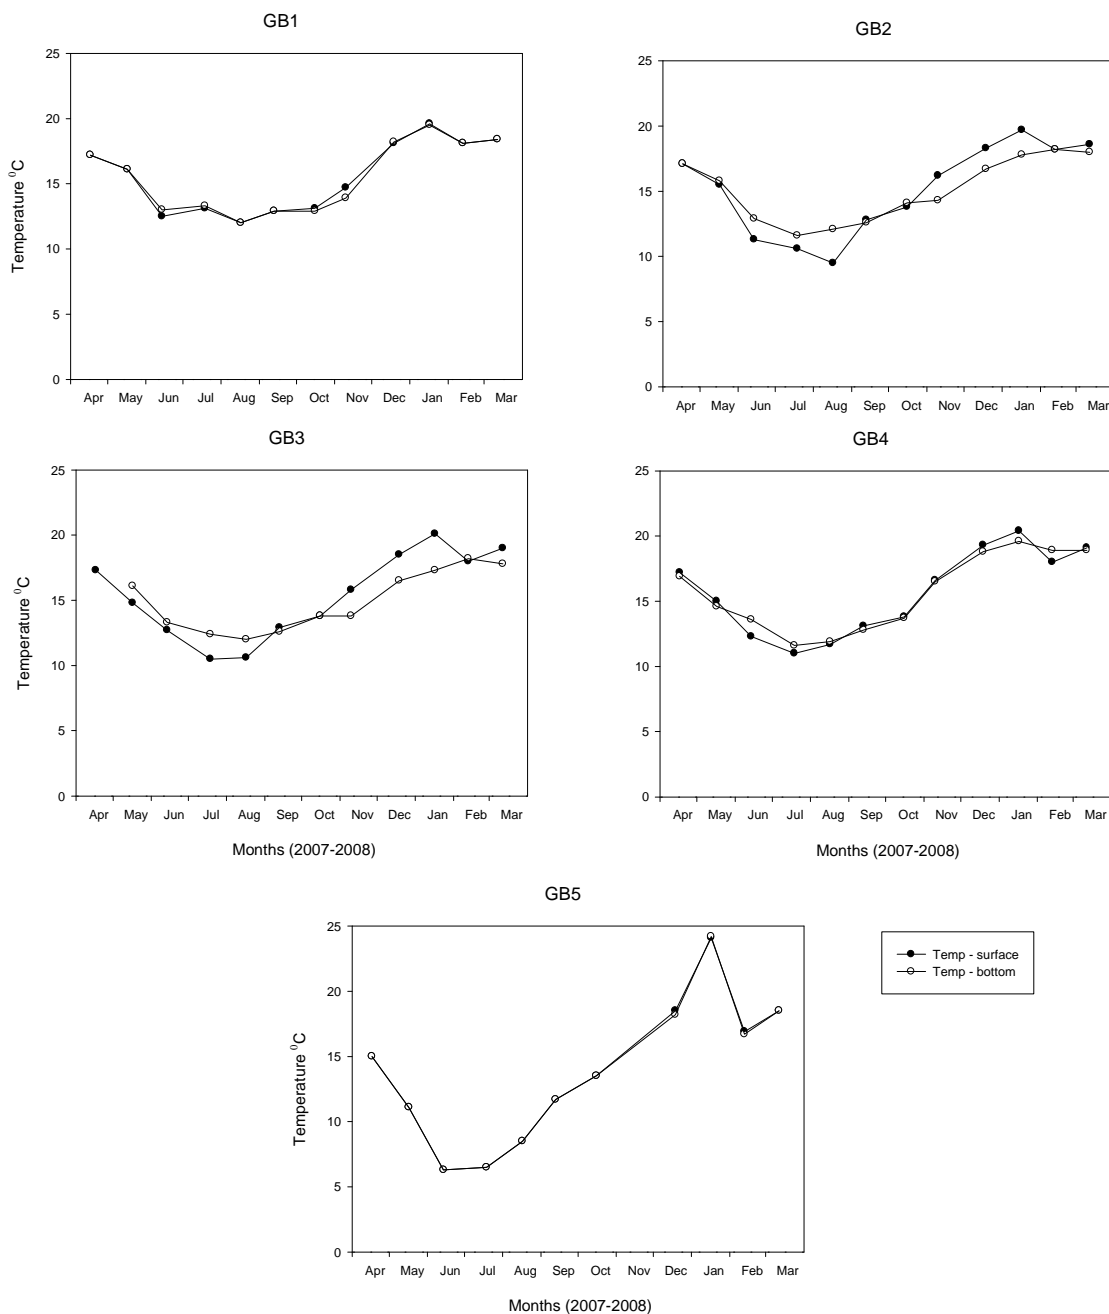 GB1
25
20
15
10
5
0
Temperature ⁰C
Apr May Jun Jul Aug Sep Oct Nov Dec Jan Feb Mar
GB2
25
20
15
10
5
0
Apr May Jun Jul Aug Sep Oct Nov Dec Jan Feb Mar
GB3
25
20
15
10
5
0
Temperature ⁰C
Apr May Jun Jul Aug Sep Oct Nov Dec Jan Feb Mar
Months (2007-2008)
GB4
25
20
15
10
5
0
Apr May Jun Jul Aug Sep Oct Nov Dec Jan Feb Mar
Months (2007-2008)
GB5
25
20
15
10
5
0
Temperature ⁰C
Apr May Jun Jul Aug Sep Oct Nov Dec Jan Feb Mar
Months (2007-2008)
Temp - surface
Temp - bottom